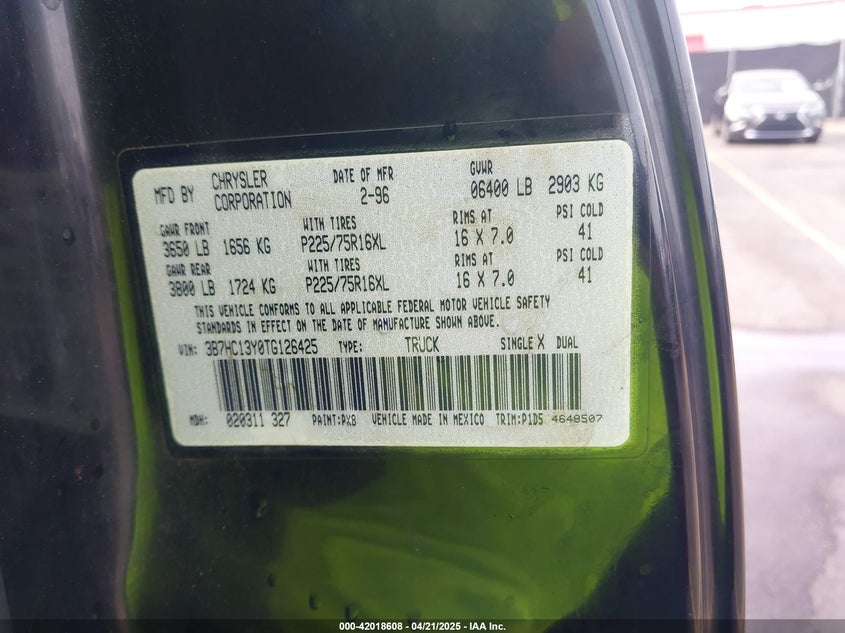 MFD BY CHRYSLER CORPORATION DATE OF MFR 2-96 GVWR 06400 LB 2903 KG
GAWR FRONT WITH TIRES RIMS AT PSI COLD
3650 LB 1656 KG P225/75R16XL 16 X 7.0 41
GAWR REAR WITH TIRES RIMS AT PSI COLD
3800 LB 1724 KG P225/75R16XL 16 X 7.0 41
THIS VEHICLE CONFORMS TO ALL APPLICABLE FEDERAL MOTOR VEHICLE SAFETY
STANDARDS IN EFFECT ON THE DATE OF MANUFACTURE SHOWN ABOVE.
VIN: 3B7HC13Y0TG126425 TYPE: TRUCK SINGLE X DUAL
MDH: 020311 327 PAINT:PX8 VEHICLE MADE IN MEXICO TRIM:P1D5 4648507
000-42018608 - 04/21/2025 - IAA Inc.